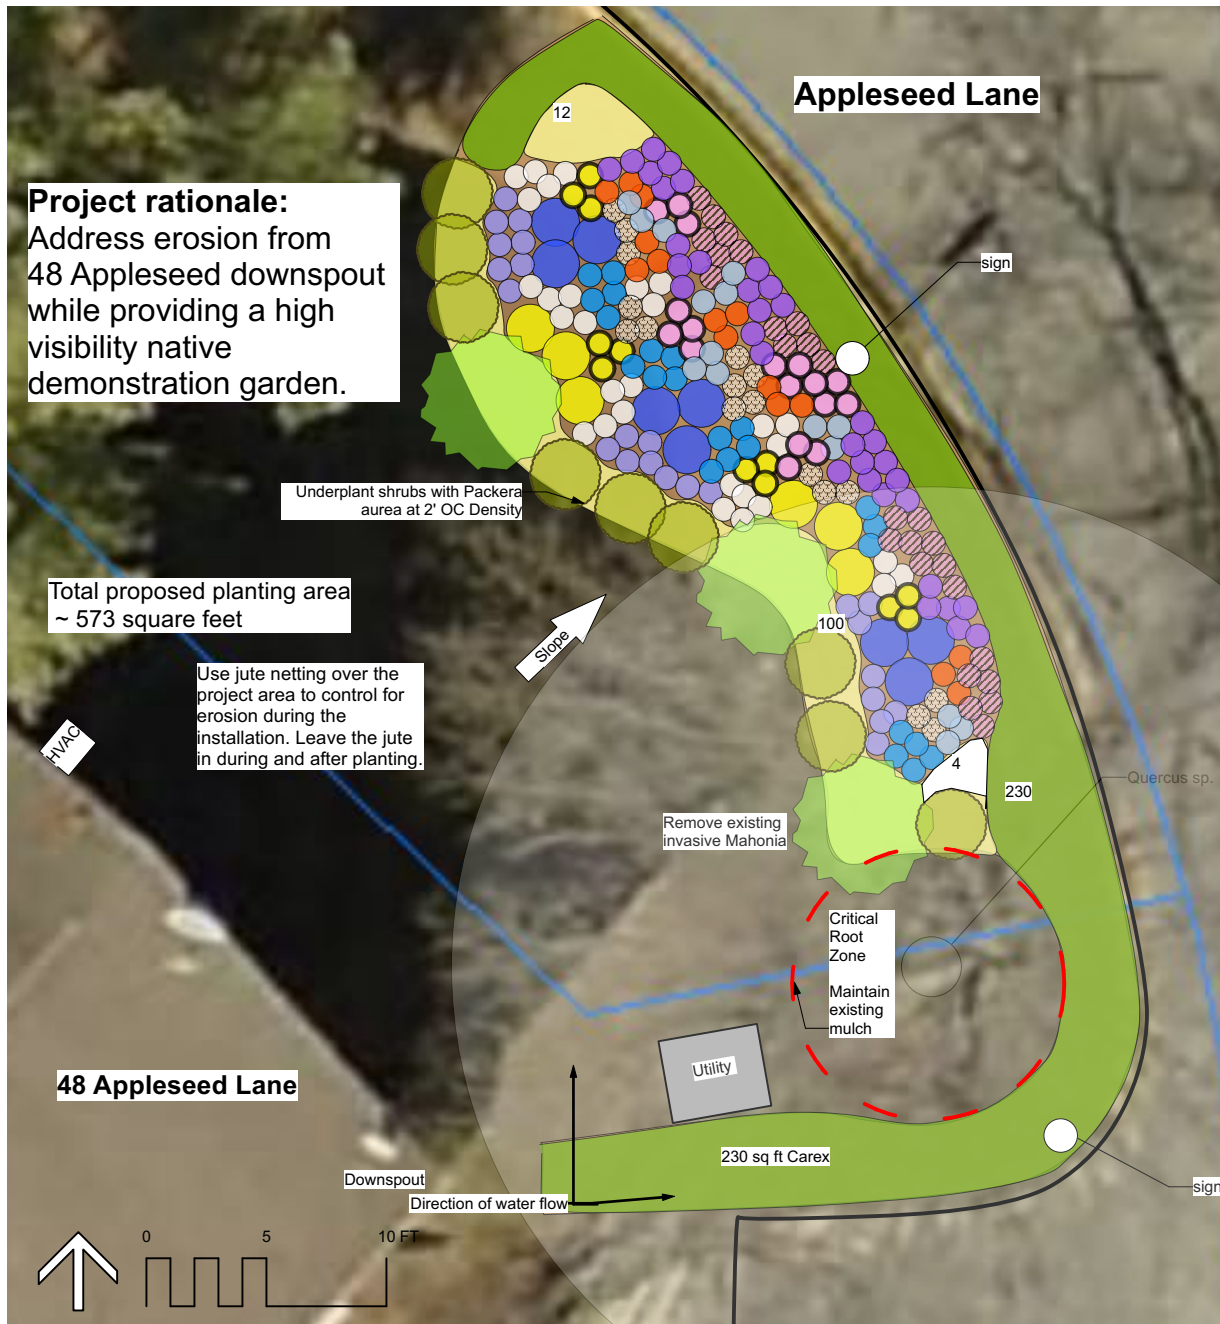 Appleseed Lane
12
Project rationale:
Address erosion from
48 Appleseed downspout
while providing a high
visibility native
demonstration garden.
sign
Underplant shrubs with Packera
aurea at 2' OC Density
Total proposed planting area
~ 573 square feet
100
Slope
Use jute netting over the
project area to control for
erosion during the
installation. Leave the jute
in during and after planting.
HVAC
4
230
Quercus sp.
Remove existing
invasive Mahonia
Critical
Root
Zone
Maintain
existing
mulch
Utility
48 Appleseed Lane
230 sq ft Carex
Downspout
sign
Direction of water flow
0 5 10 FT